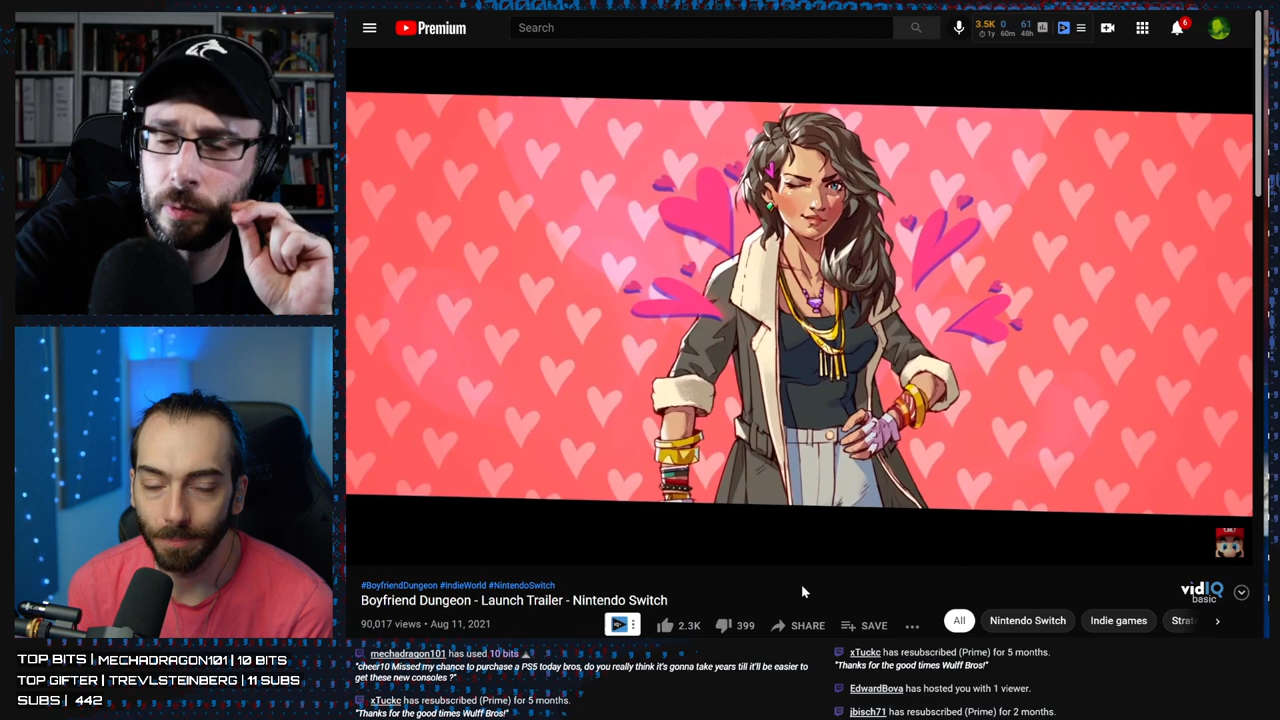 Premium
Search
3.5K 0 61
1y 60m 48h
6
#BoyfriendDungeon #IndieWorld #NintendoSwitch
Boyfriend Dungeon - Launch Trailer - Nintendo Switch
90,017 views • Aug 11, 2021
2.3K
399
SHARE
SAVE
vidIQ
basic
All
Nintendo Switch
Indie games
Strat
TOP BITS | MECHADRAGON101 | 10 BITS
TOP GIFTER | TREVLSTEINBERG | 11 SUBS
SUBS | 442
mechadragon101 has used 10 bits
"cheer10 Missed my chance to purchase a PS5 today bros, do you really think it's gonna take years till it'll be easier to
get these new consoles ?"
xTuckc has resubscribed (Prime) for 5 months.
"Thanks for the good times Wulff Bros!"
xTuckc has resubscribed (Prime) for 5 months.
"Thanks for the good times Wulff Bros!"
EdwardBova has hosted you with 1 viewer.
jbisch71 has resubscribed (Prime) for 2 months.